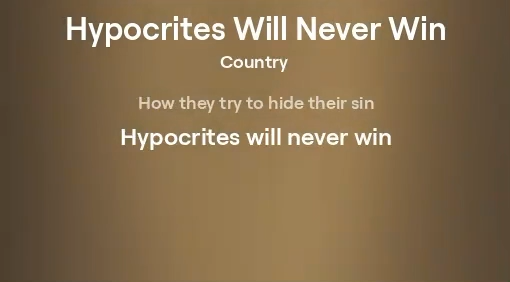 Hypocrites Will Never Win
Country
How they try to hide their sin
Hypocrites will never win